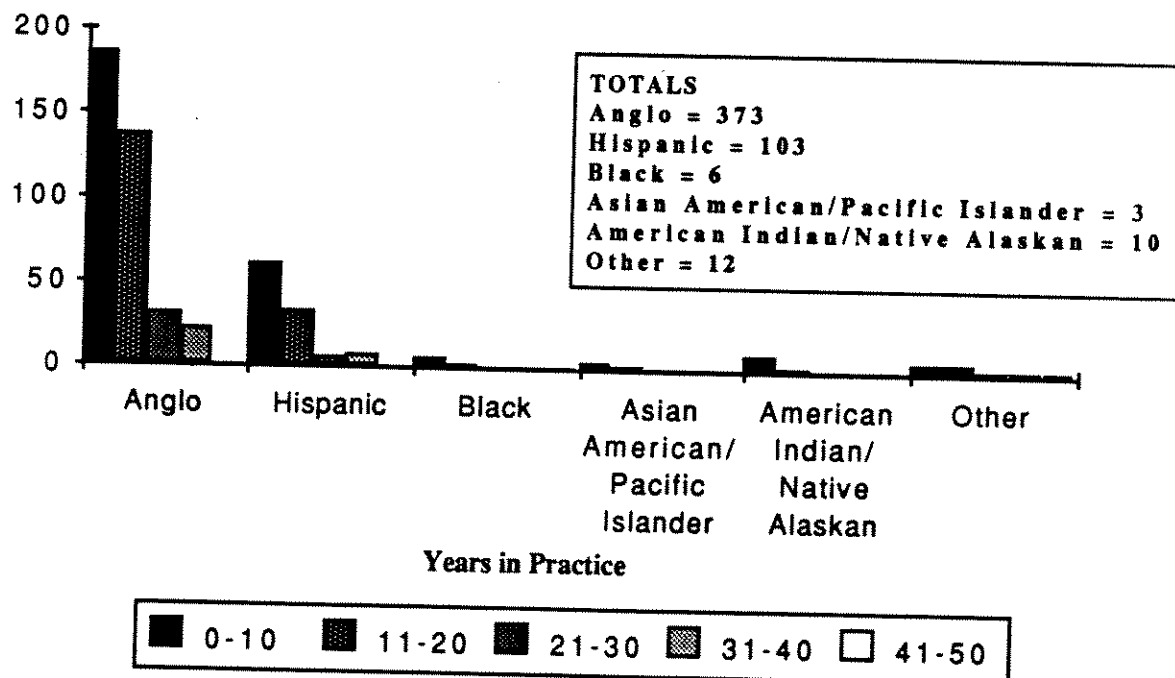 200
150
100
50
0
TOTALS
Anglo = 373
Hispanic = 103
Black = 6
Asian American/Pacific Islander = 3
American Indian/Native Alaskan = 10
Other = 12
Anglo
Hispanic
Black
Asian
American/
Pacific
Islander
American
Indian/
Native
Alaskan
Other
Years in Practice
0-10 11-20 21-30 31-40 41-50